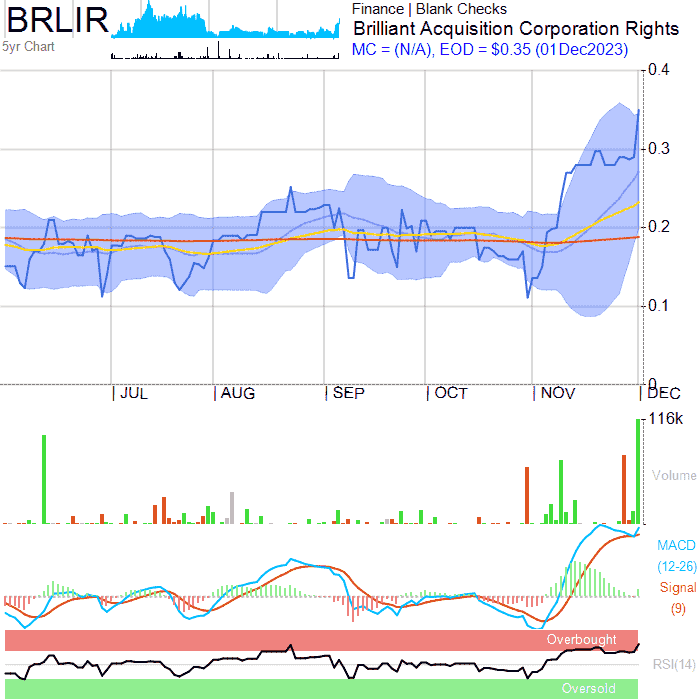 BRLIR
5yr Chart
Finance | Blank Checks
Brilliant Acquisition Corporation Rights
MC = (N/A), EOD = $0.35 (01Dec2023)
0.4
0.3
0.2
0.1
0
JUL
AUG
SEP
OCT
NOV
DEC
116k
Volume
MACD
(12-26)
Signal
(9)
Overbought
RSI(14)
Oversold